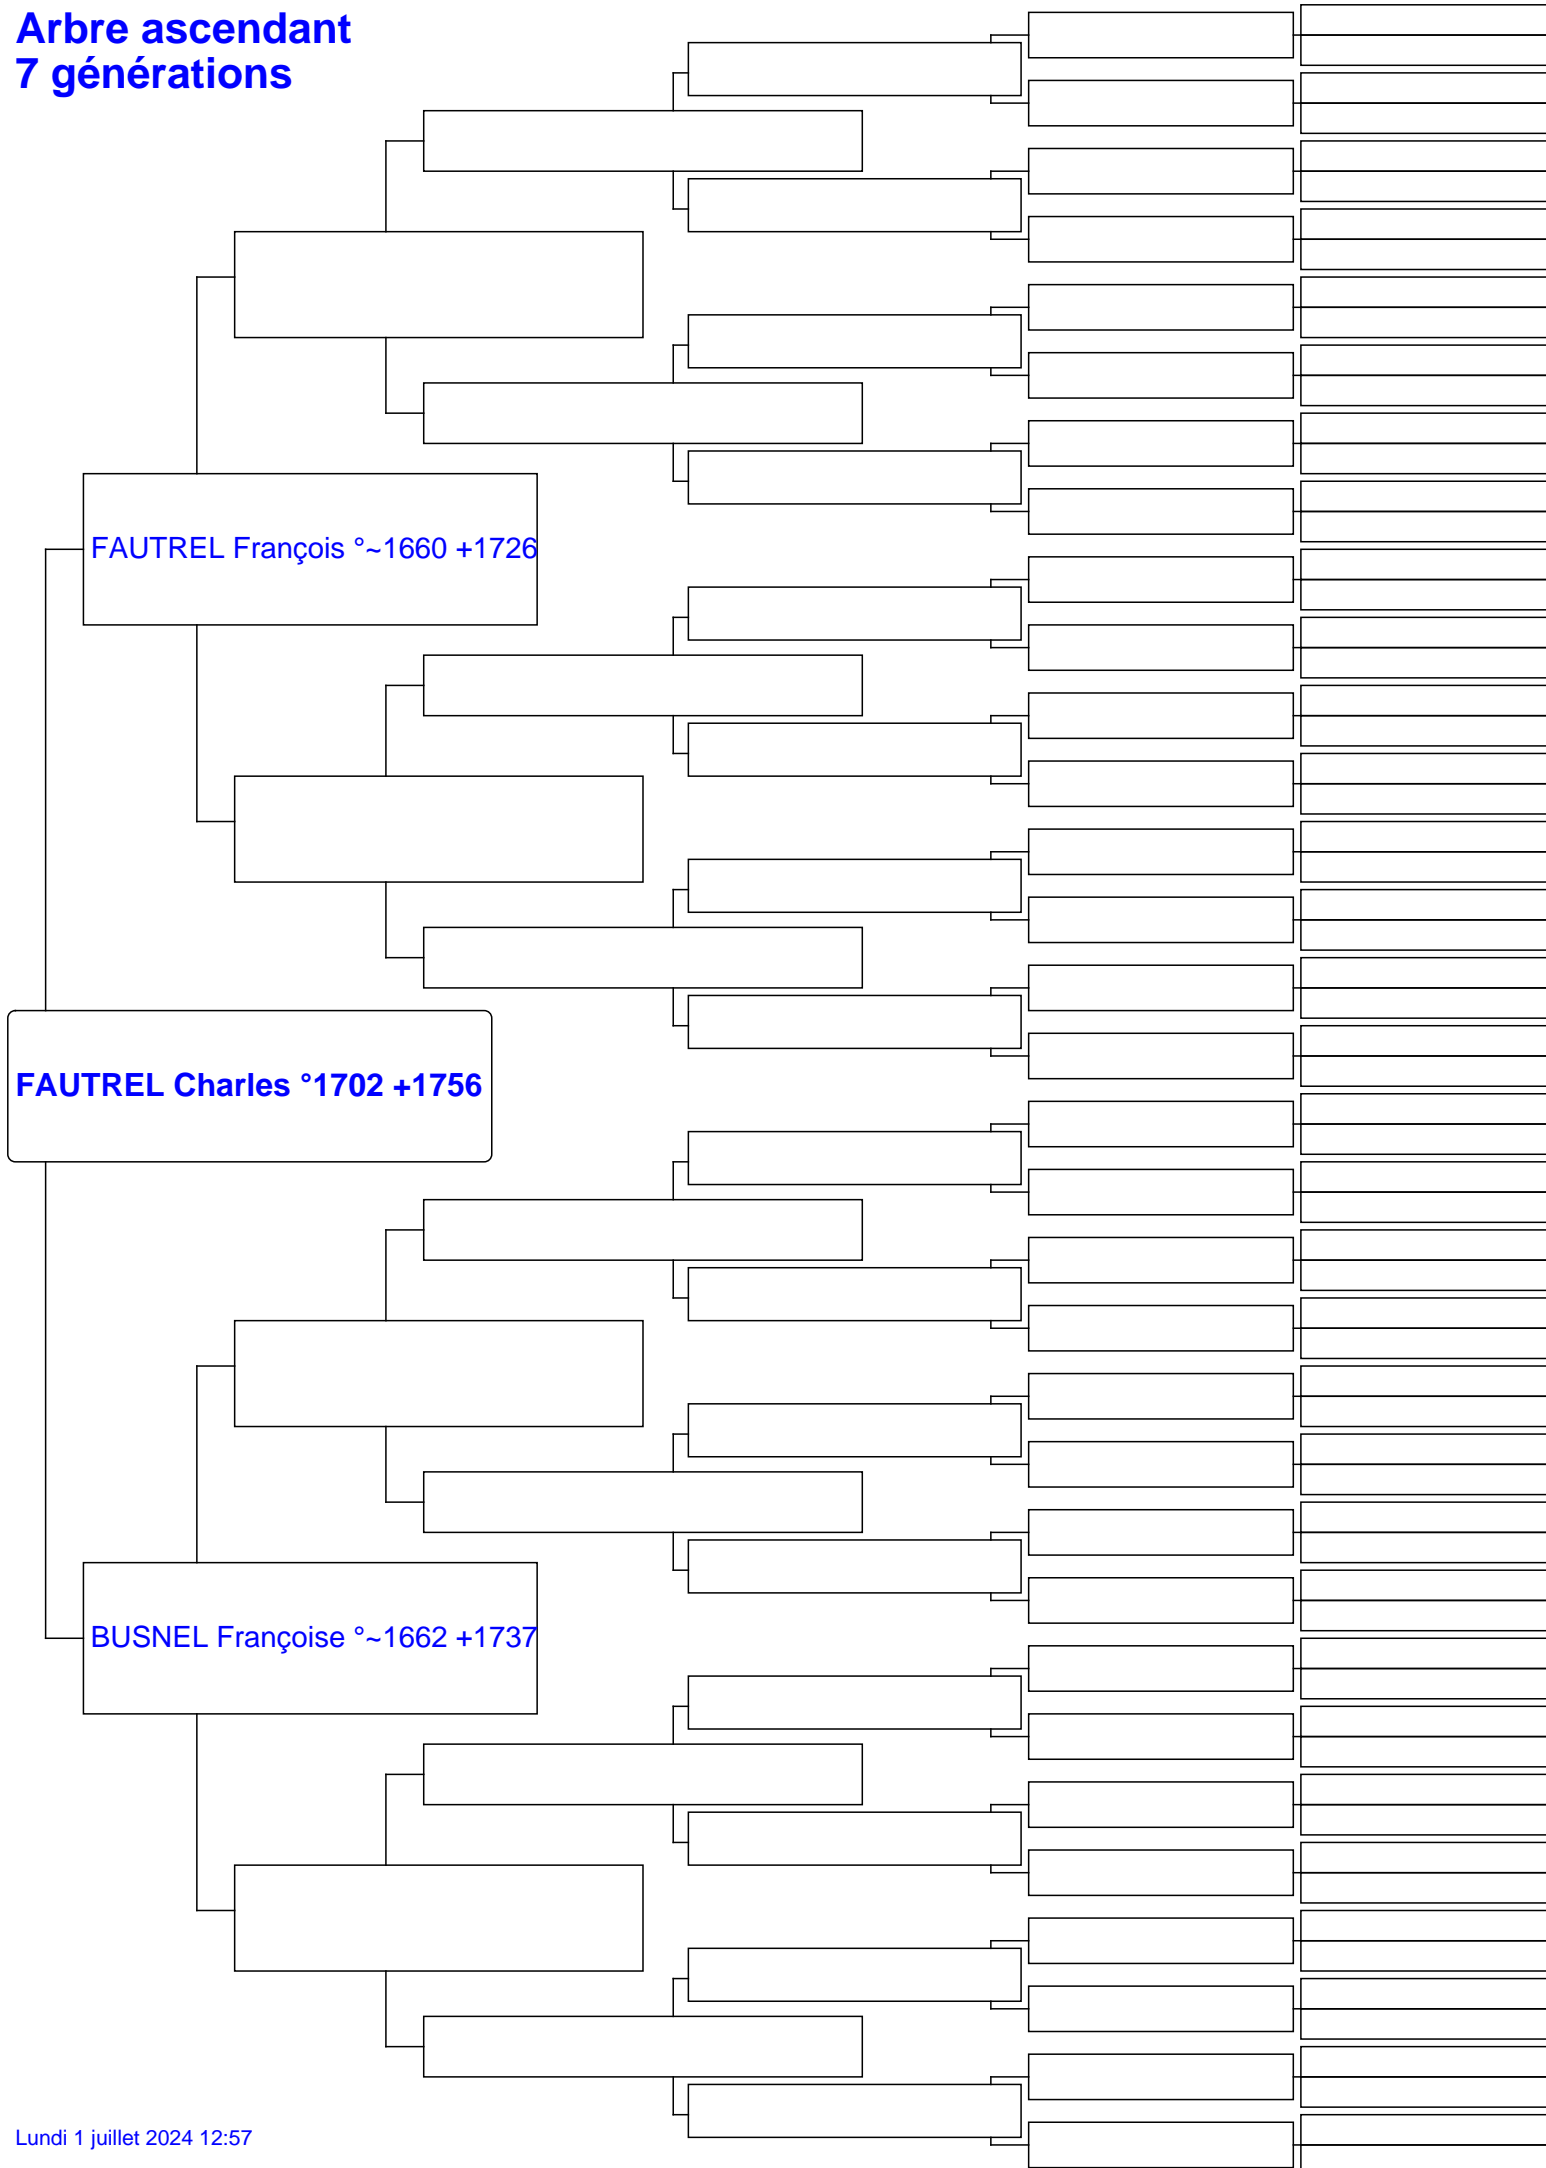 Arbre ascendant
7 générations
FAUTREL François °~1660 +1726
FAUTREL Charles °1702 +1756
BUSNEL Françoise °~1662 +1737
Lundi 1 juillet 2024 12:57